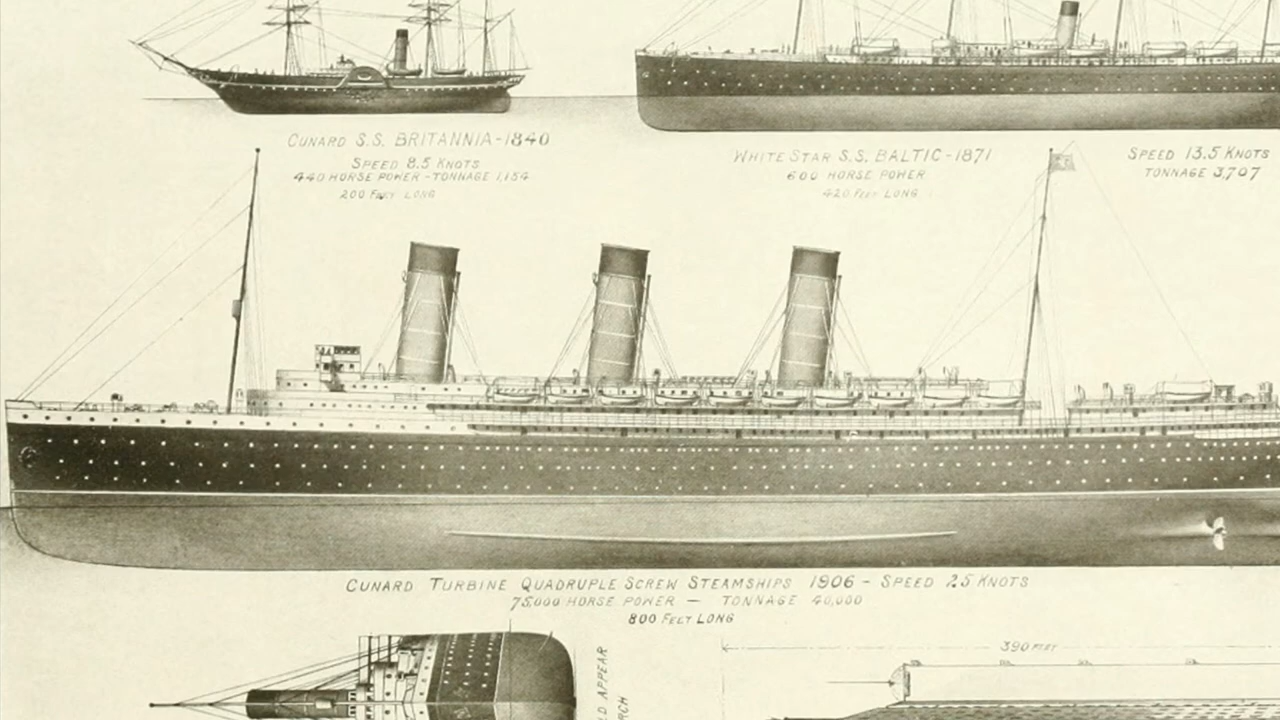 CUNARD S.S. BRITANNIA-1840
SPEED 8.5 KNOTS
440 HORSE POWER - TONNAGE 1,154
200 FEET LONG
WHITE STAR S.S. BALTIC-1871
600 HORSE POWER
420 FEET LONG
SPEED 13.5 KNOTS
TONNAGE 3,707
CUNARD TURBINE QUADRUPLE SCREW STEAMSHIPS 1906 - SPEED 25 KNOTS
75,000 HORSE POWER — TONNAGE 40,000
800 FEET LONG
390 FEET
APPEAR